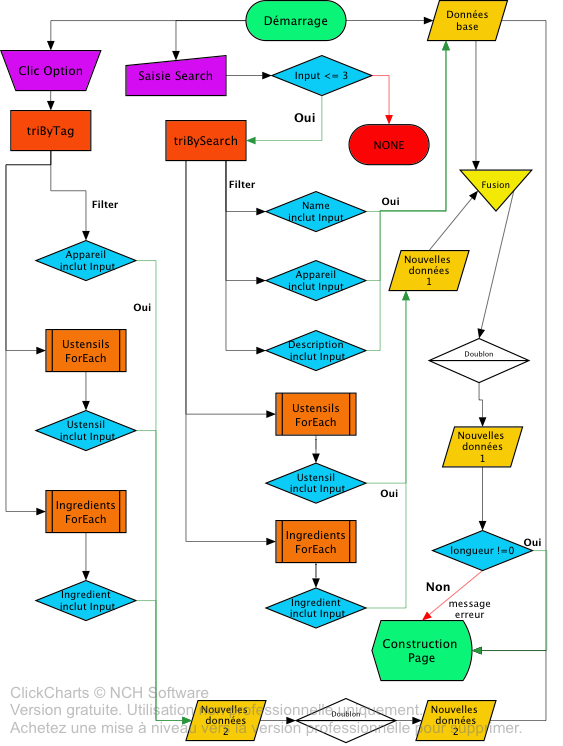 Démarrage
Données
base
Clic Option
Saisie Search
Input <= 3
Oui
triByTag
triBySearch
NONE
Filter
Filter
Name
inclut Input
Oui
Fusion
Appareil
inclut Input
Appareil
inclut Input
Nouvelles
données
1
Oui
Ustensils
ForEach
Description
inclut Input
Doublon
Ustensil
inclut Input
Ustensils
ForEach
Nouvelles
données
1
Ustensil
inclut Input
Oui
Ingredients
ForEach
Ingredients
ForEach
longueur !=0
Oui
Ingredient
inclut Input
Ingredient
inclut Input
Non
message
erreur
Construction
Page
Nouvelles
données
2
Doublon
Nouvelles
données
2
ClickCharts © NCH Software
Version gratuite. Utilisation non professionnelle uniquement.
Achetez une mise à niveau vers la version professionnelle pour supprimer.